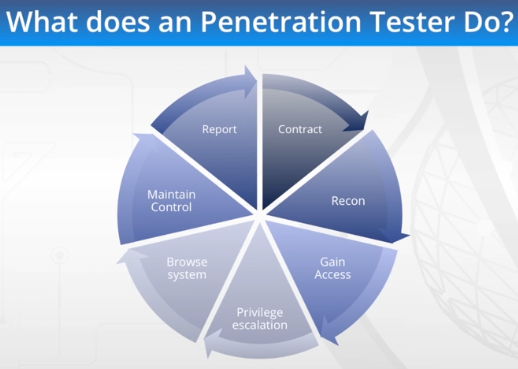 What does an Penetration Tester Do?
Contract
Recon
Gain
Access
Privilege
escalation
Browse
system
Maintain
Control
Report